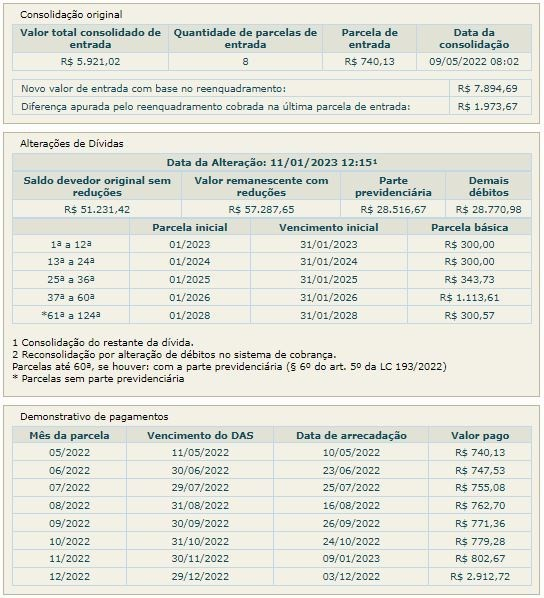 Consolidação original
Valor total consolidado de entrada Quantidade de parcelas de entrada Parcela de entrada Data da consolidação
R$ 5.921,02 8 R$ 740,13 09/05/2022 08:02
Novo valor de entrada com base no reenquadramento: R$ 7.894,69
Diferença apurada pelo reenquadramento cobrada na última parcela de entrada: R$ 1.973,67
Alterações de Dívidas
Data da Alteração: 11/01/2023 12:15¹
Saldo devedor original sem reduções Valor remanescente com reduções Parte previdenciária Demais débitos
R$ 51.231,42 R$ 57.287,65 R$ 28.516,67 R$ 28.770,98
Parcela inicial Vencimento inicial Parcela básica
1ª a 12ª 01/2023 31/01/2023 R$ 300,00
13ª a 24ª 01/2024 31/01/2024 R$ 300,00
25ª a 36ª 01/2025 31/01/2025 R$ 343,73
37ª a 60ª 01/2026 31/01/2026 R$ 1.113,61
*61ª a 124ª 01/2028 31/01/2028 R$ 300,57
1 Consolidação do restante da dívida.
2 Reconsolidação por alteração de débitos no sistema de cobrança.
Parcelas até 60ª, se houver: com a parte previdenciária (§ 6º do art. 5º da LC 193/2022)
* Parcelas sem parte previdenciária
Demonstrativo de pagamentos
Mês da parcela Vencimento do DAS Data de arrecadação Valor pago
05/2022 11/05/2022 10/05/2022 R$ 740,13
06/2022 30/06/2022 23/06/2022 R$ 747,53
07/2022 29/07/2022 25/07/2022 R$ 755,08
08/2022 31/08/2022 16/08/2022 R$ 762,70
09/2022 30/09/2022 26/09/2022 R$ 771,36
10/2022 31/10/2022 24/10/2022 R$ 779,28
11/2022 30/11/2022 09/01/2023 R$ 802,67
12/2022 29/12/2022 03/12/2022 R$ 2.912,72